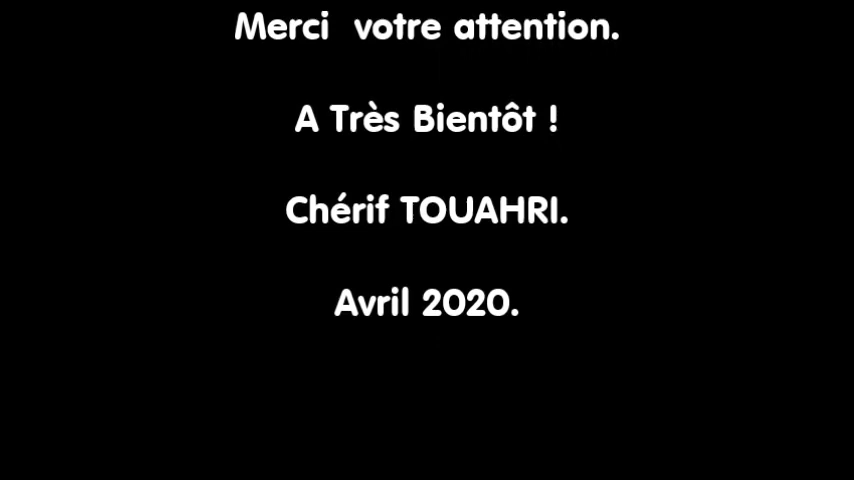 Merci  votre attention.
A Très Bientôt !
Chérif TOUAHRI.
Avril 2020.